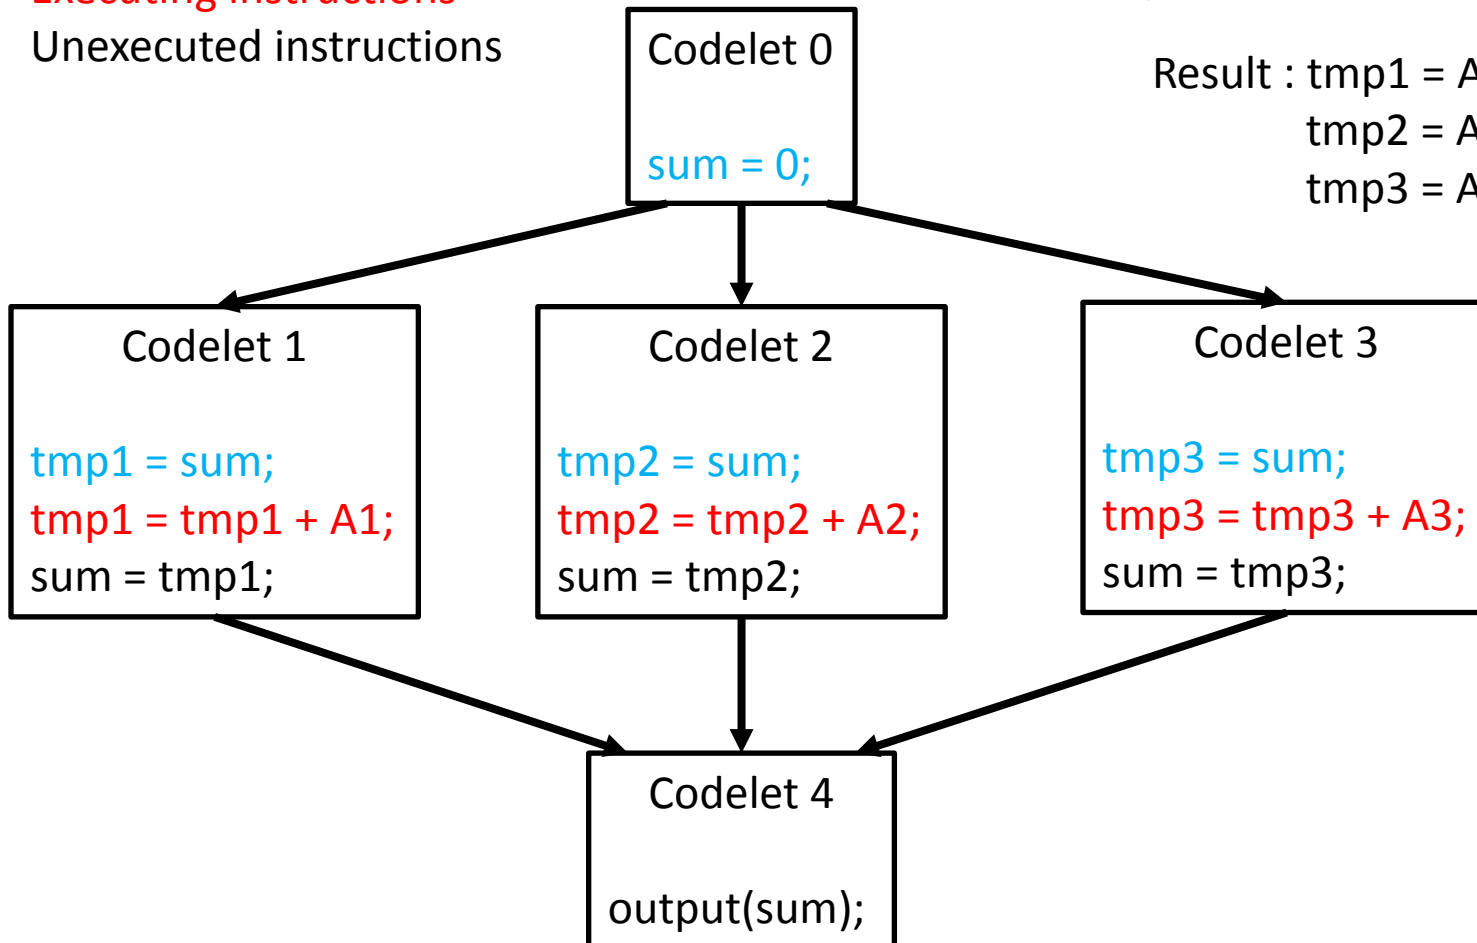 Executing instructions
Unexecuted instructions
Codelet 0
sum = 0;
Result : tmp1 = A
tmp2 = A
tmp3 = A
Codelet 1
tmp1 = sum;
tmp1 = tmp1 + A1;
sum = tmp1;
Codelet 2
tmp2 = sum;
tmp2 = tmp2 + A2;
sum = tmp2;
Codelet 3
tmp3 = sum;
tmp3 = tmp3 + A3;
sum = tmp3;
Codelet 4
output(sum);